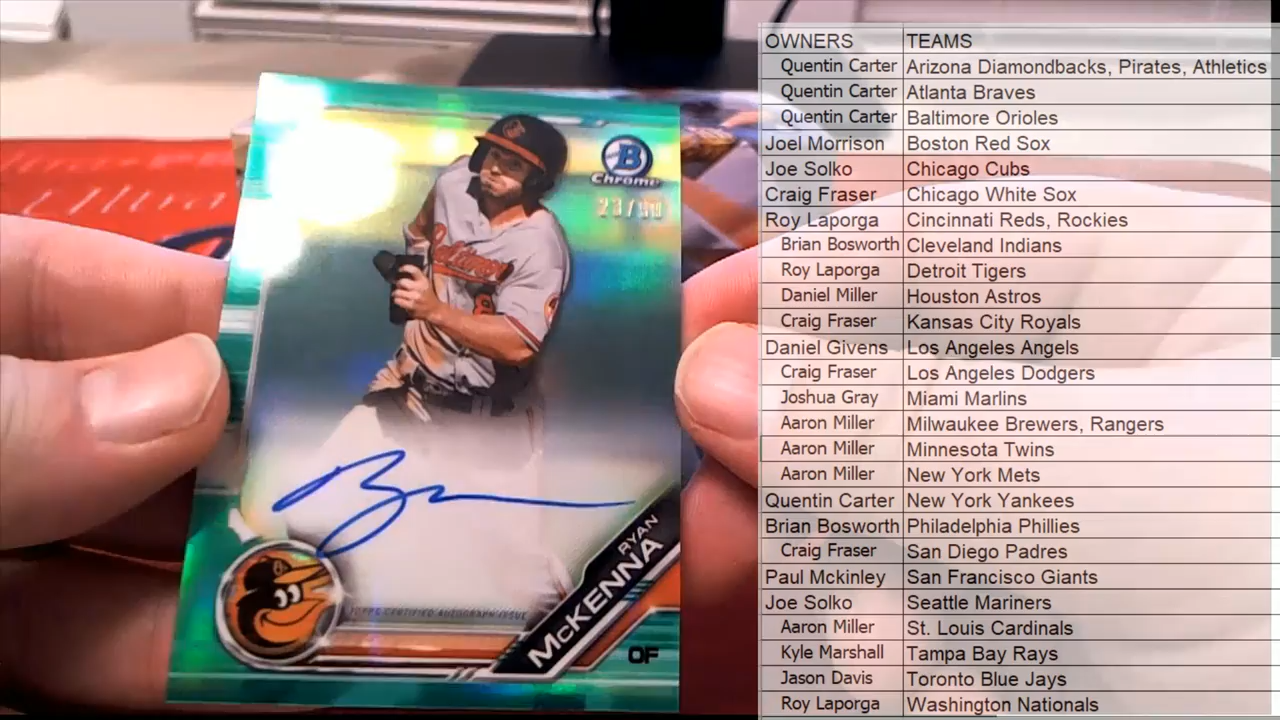 B
Chrome
Baltimore
TOPPS CERTIFIED AUTOGRAPH ISSUE
RYAN
McKENNA
OF
OWNERS TEAMS
Quentin Carter Arizona Diamondbacks, Pirates, Athletics
Quentin Carter Atlanta Braves
Quentin Carter Baltimore Orioles
Joel Morrison Boston Red Sox
Joe Solko Chicago Cubs
Craig Fraser Chicago White Sox
Roy Laporga Cincinnati Reds, Rockies
Brian Bosworth Cleveland Indians
Roy Laporga Detroit Tigers
Daniel Miller Houston Astros
Craig Fraser Kansas City Royals
Daniel Givens Los Angeles Angels
Craig Fraser Los Angeles Dodgers
Joshua Gray Miami Marlins
Aaron Miller Milwaukee Brewers, Rangers
Aaron Miller Minnesota Twins
Aaron Miller New York Mets
Quentin Carter New York Yankees
Brian Bosworth Philadelphia Phillies
Craig Fraser San Diego Padres
Paul Mckinley San Francisco Giants
Joe Solko Seattle Mariners
Aaron Miller St. Louis Cardinals
Kyle Marshall Tampa Bay Rays
Jason Davis Toronto Blue Jays
Roy Laporga Washington Nationals